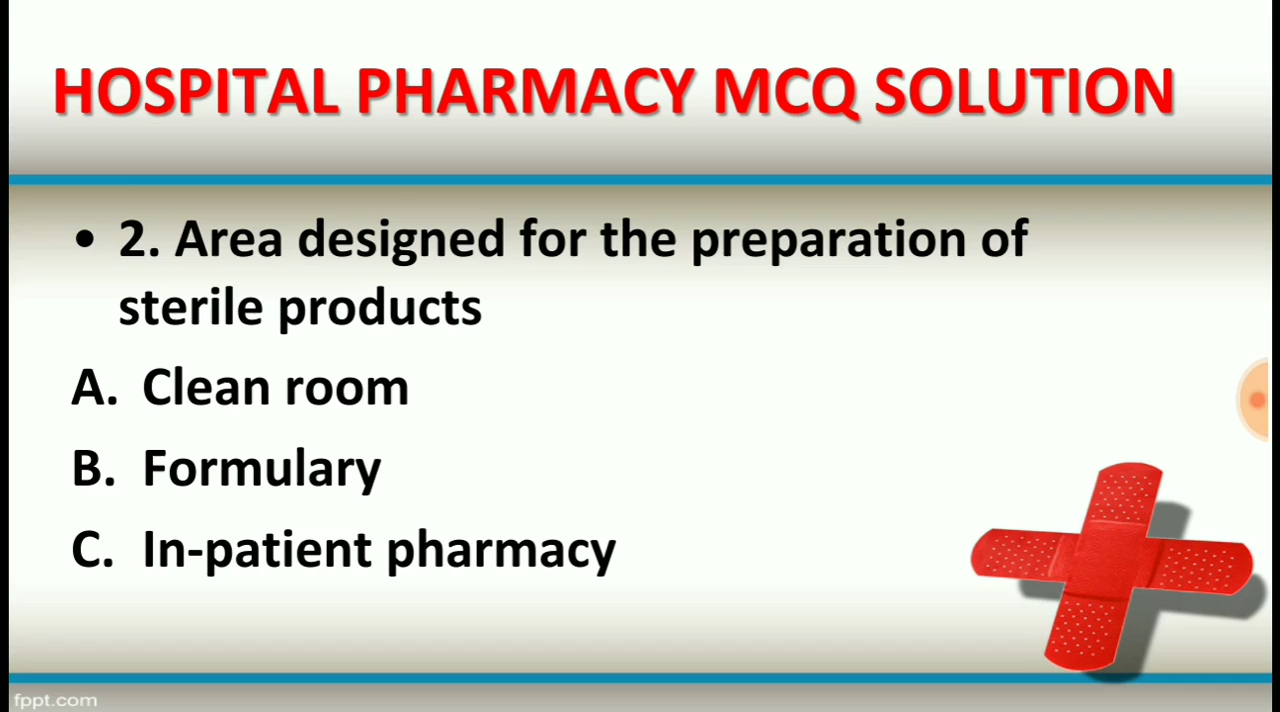 HOSPITAL PHARMACY MCQ SOLUTION
• 2. Area designed for the preparation of
sterile products
A. Clean room
B. Formulary
C. In-patient pharmacy
fppt.com